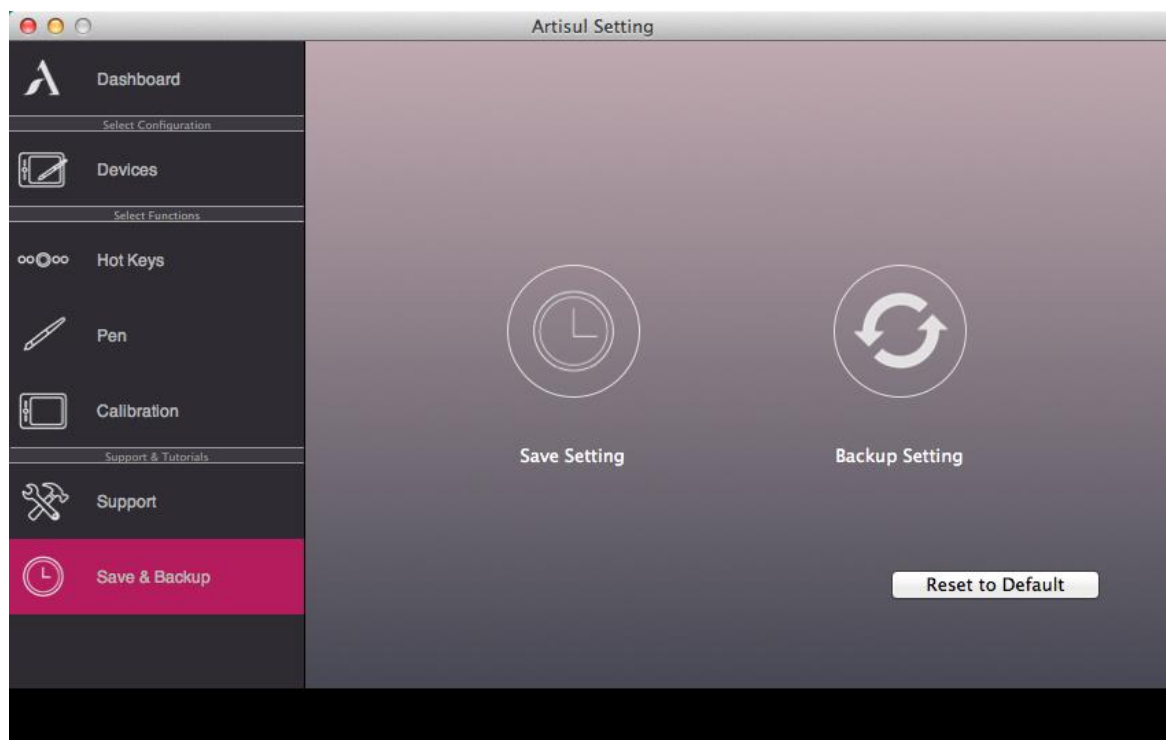 Artisul Setting
Dashboard
Select Configuration
Devices
Select Functions
Hot Keys
Pen
Calibration
Support & Tutorials
Support
Save & Backup
Save Setting
Backup Setting
Reset to Default